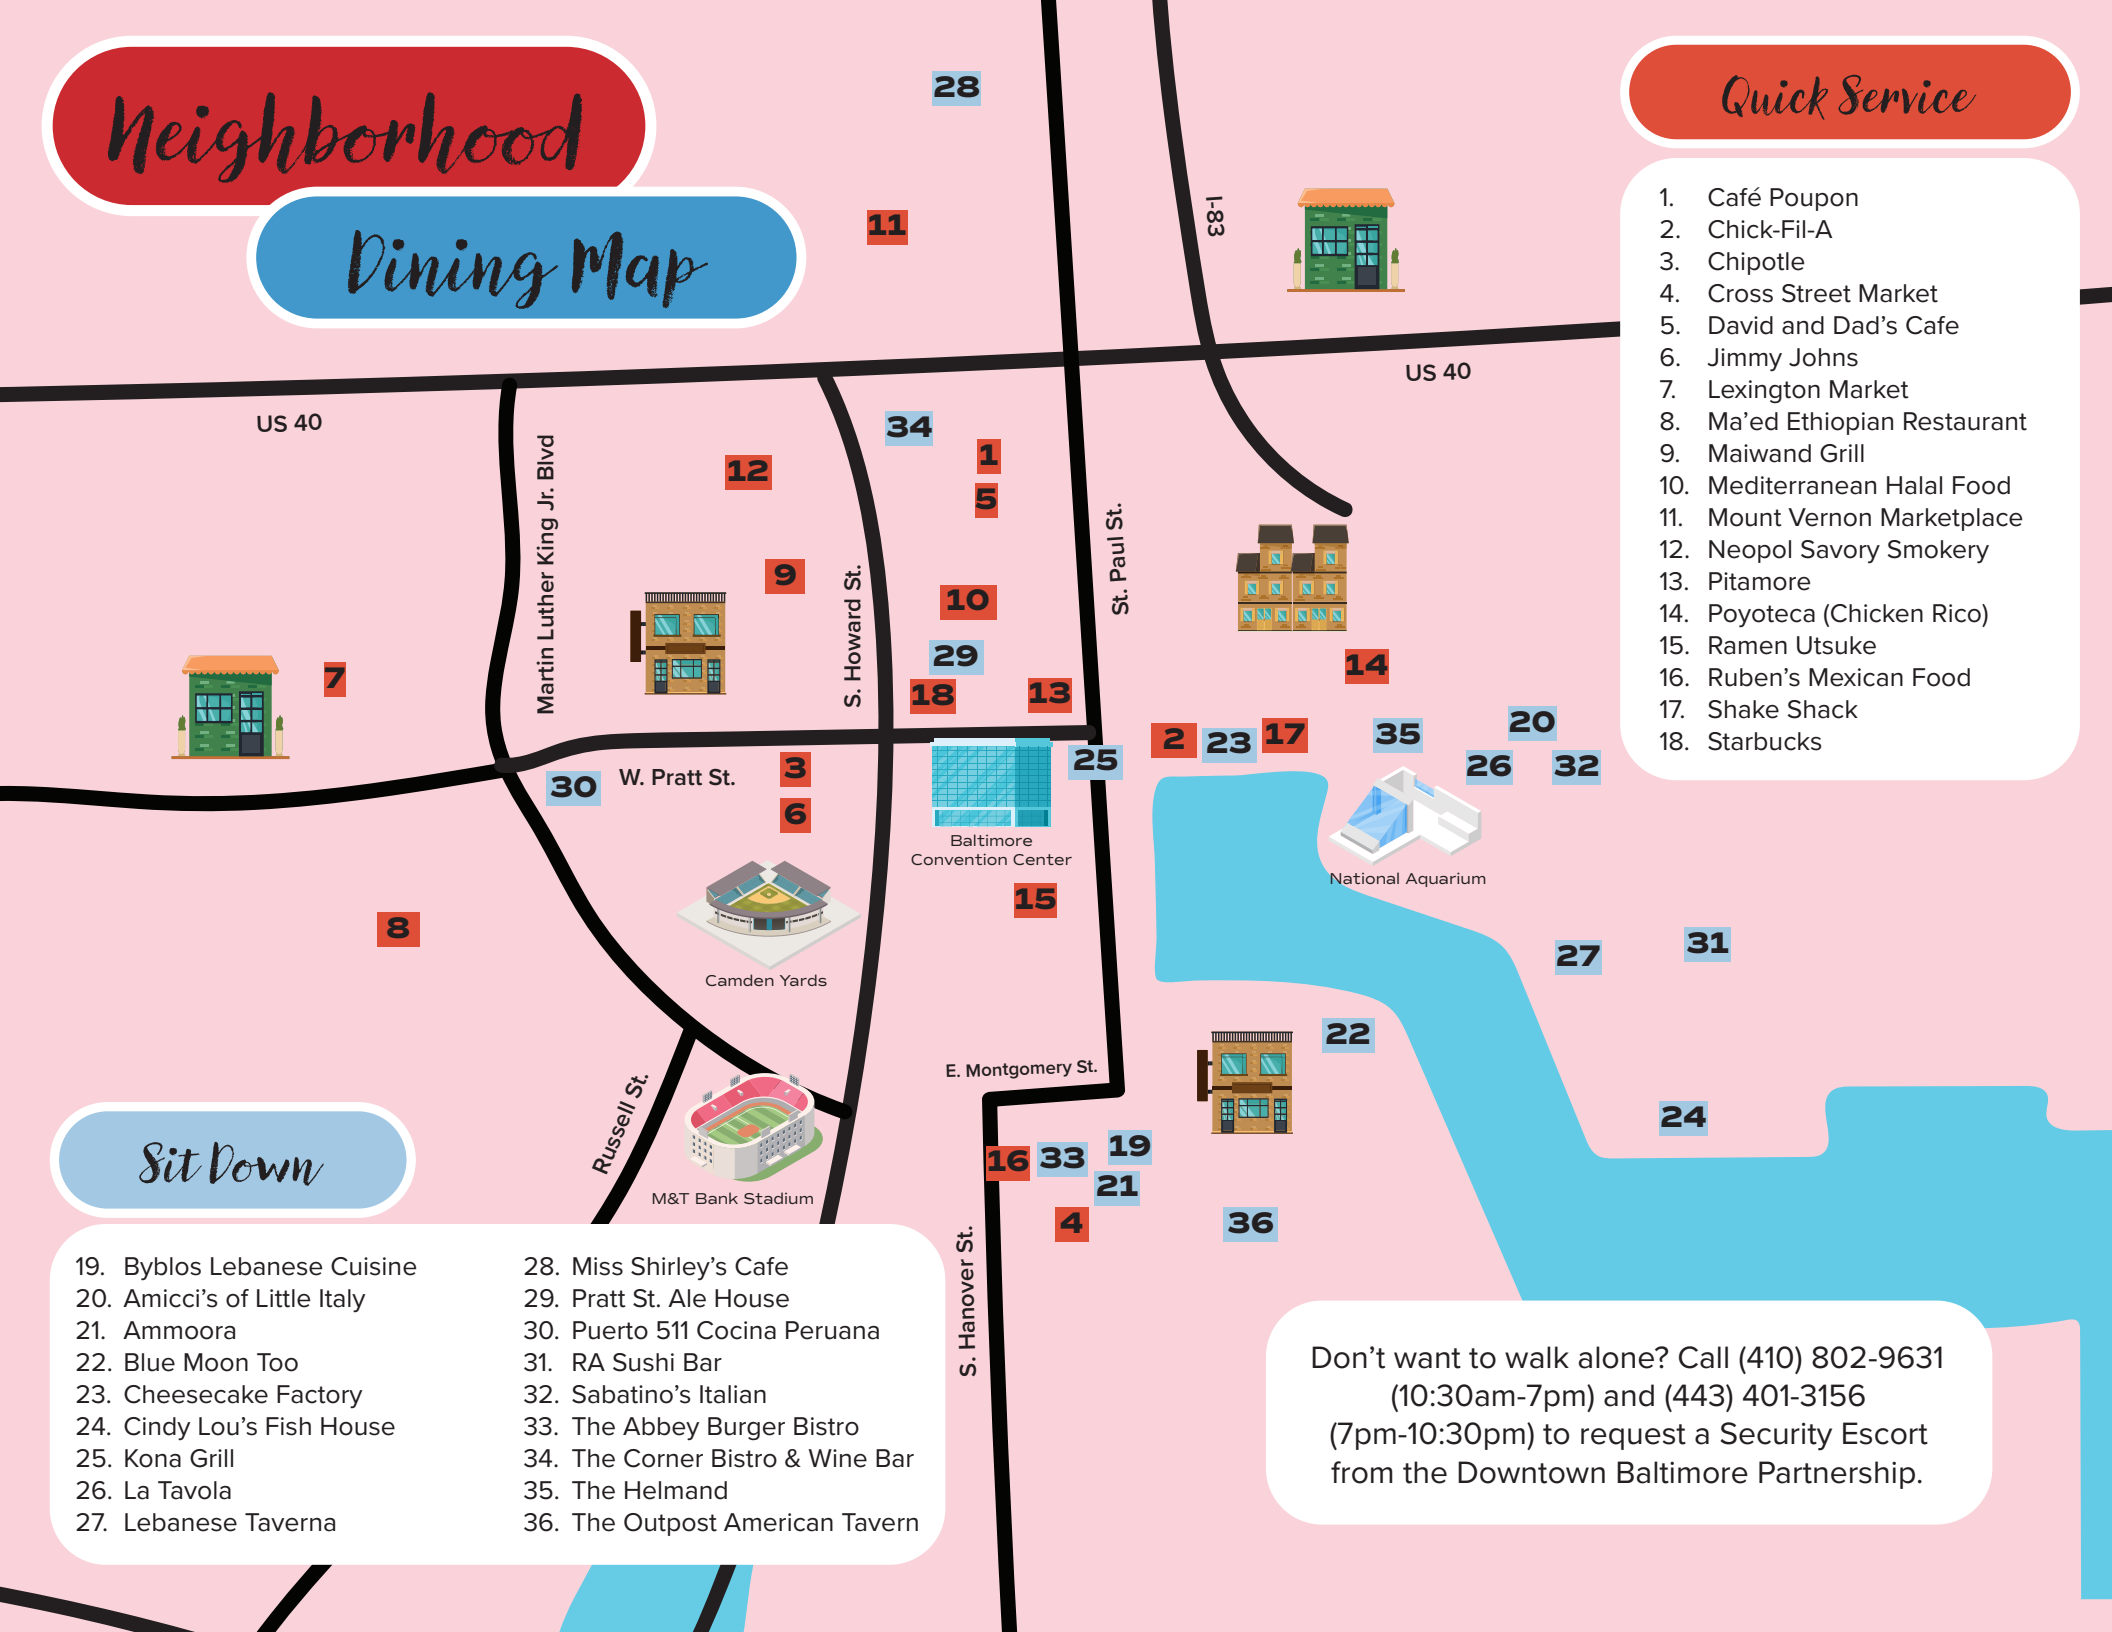 Neighborhood
Dining Map
Quick Service
1. Café Poupon
2. Chick-Fil-A
3. Chipotle
4. Cross Street Market
5. David and Dad's Cafe
6. Jimmy Johns
7. Lexington Market
8. Ma'ed Ethiopian Restaurant
9. Maiwand Grill
10. Mediterranean Halal Food
11. Mount Vernon Marketplace
12. Neopol Savory Smokery
13. Pitamore
14. Poyoteca (Chicken Rico)
15. Ramen Utsuke
16. Ruben's Mexican Food
17. Shake Shack
18. Starbucks
28
11
I-83
US 40
US 40
34
1
5
12
Martin Luther King Jr. Blvd
St. Paul St.
9
S. Howard St.
10
29
7
18
13
14
2
23
17
35
20
25
26
32
30
W. Pratt St.
3
6
Baltimore
Convention Center
National Aquarium
15
8
Camden Yards
27
31
22
E. Montgomery St.
Russell St.
24
16
33
19
21
M&T Bank Stadium
4
36
S. Hanover St.
Sit Down
19. Byblos Lebanese Cuisine
20. Amicci's of Little Italy
21. Ammoora
22. Blue Moon Too
23. Cheesecake Factory
24. Cindy Lou's Fish House
25. Kona Grill
26. La Tavola
27. Lebanese Taverna
28. Miss Shirley's Cafe
29. Pratt St. Ale House
30. Puerto 511 Cocina Peruana
31. RA Sushi Bar
32. Sabatino's Italian
33. The Abbey Burger Bistro
34. The Corner Bistro & Wine Bar
35. The Helmand
36. The Outpost American Tavern
Don't want to walk alone? Call (410) 802-9631
(10:30am-7pm) and (443) 401-3156
(7pm-10:30pm) to request a Security Escort
from the Downtown Baltimore Partnership.